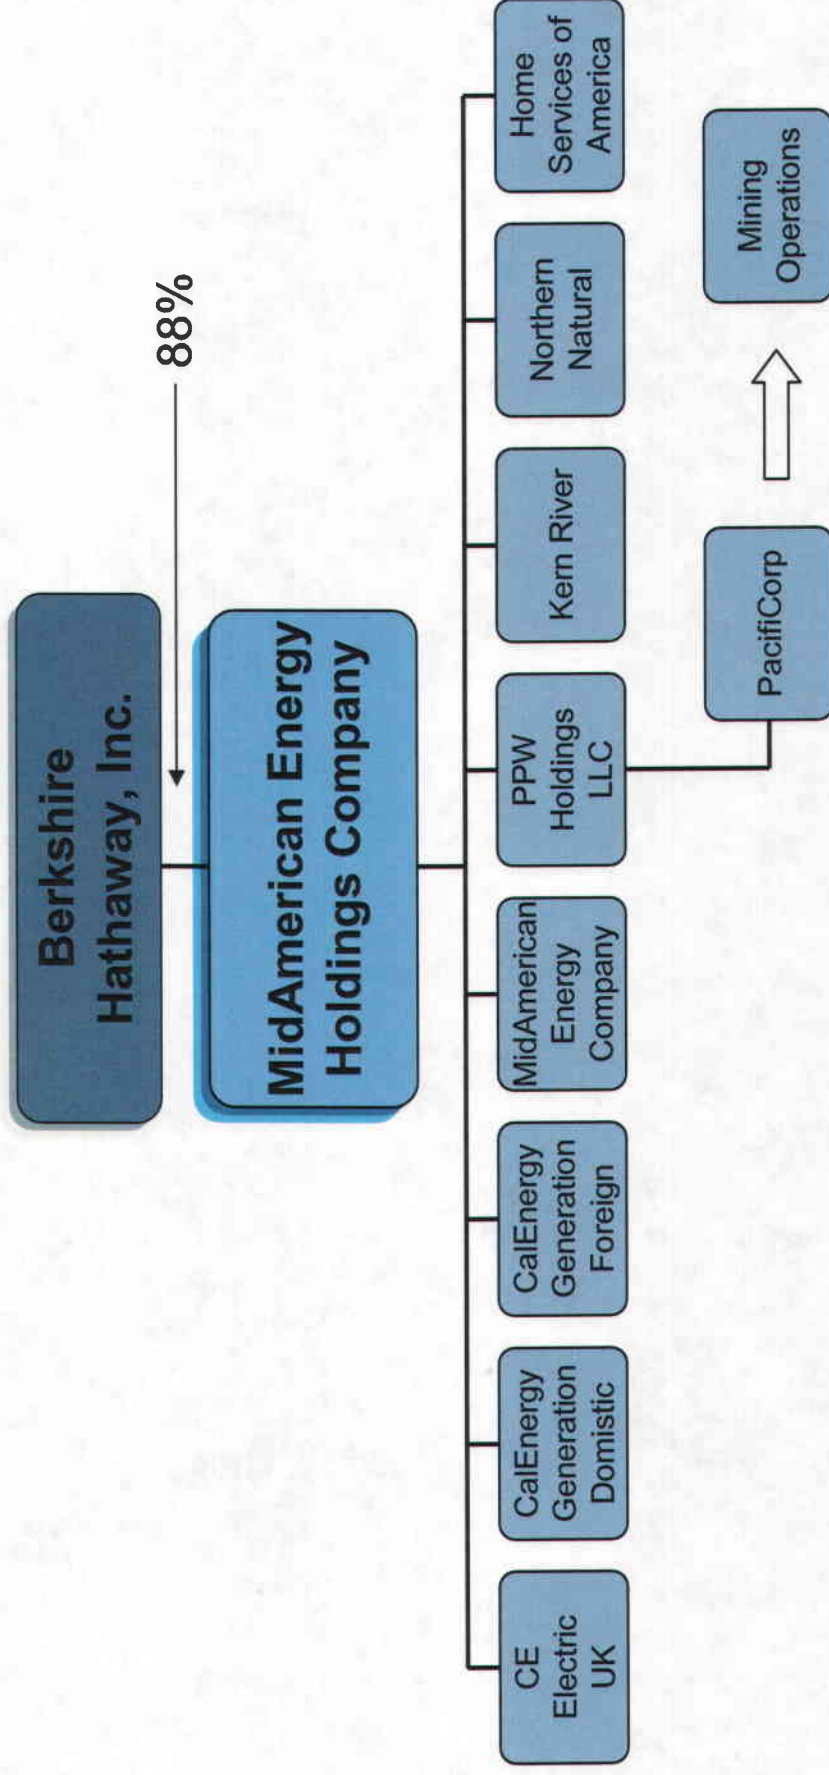 Berkshire
Hathaway, Inc.
88%
MidAmerican Energy
Holdings Company
CE
Electric
UK
CalEnergy
Generation
Domistic
CalEnergy
Generation
Foreign
MidAmerican
Energy
Company
PPW
Holdings
LLC
Kern River
Northern
Natural
Home
Services of
America
PacifiCorp
Mining
Operations